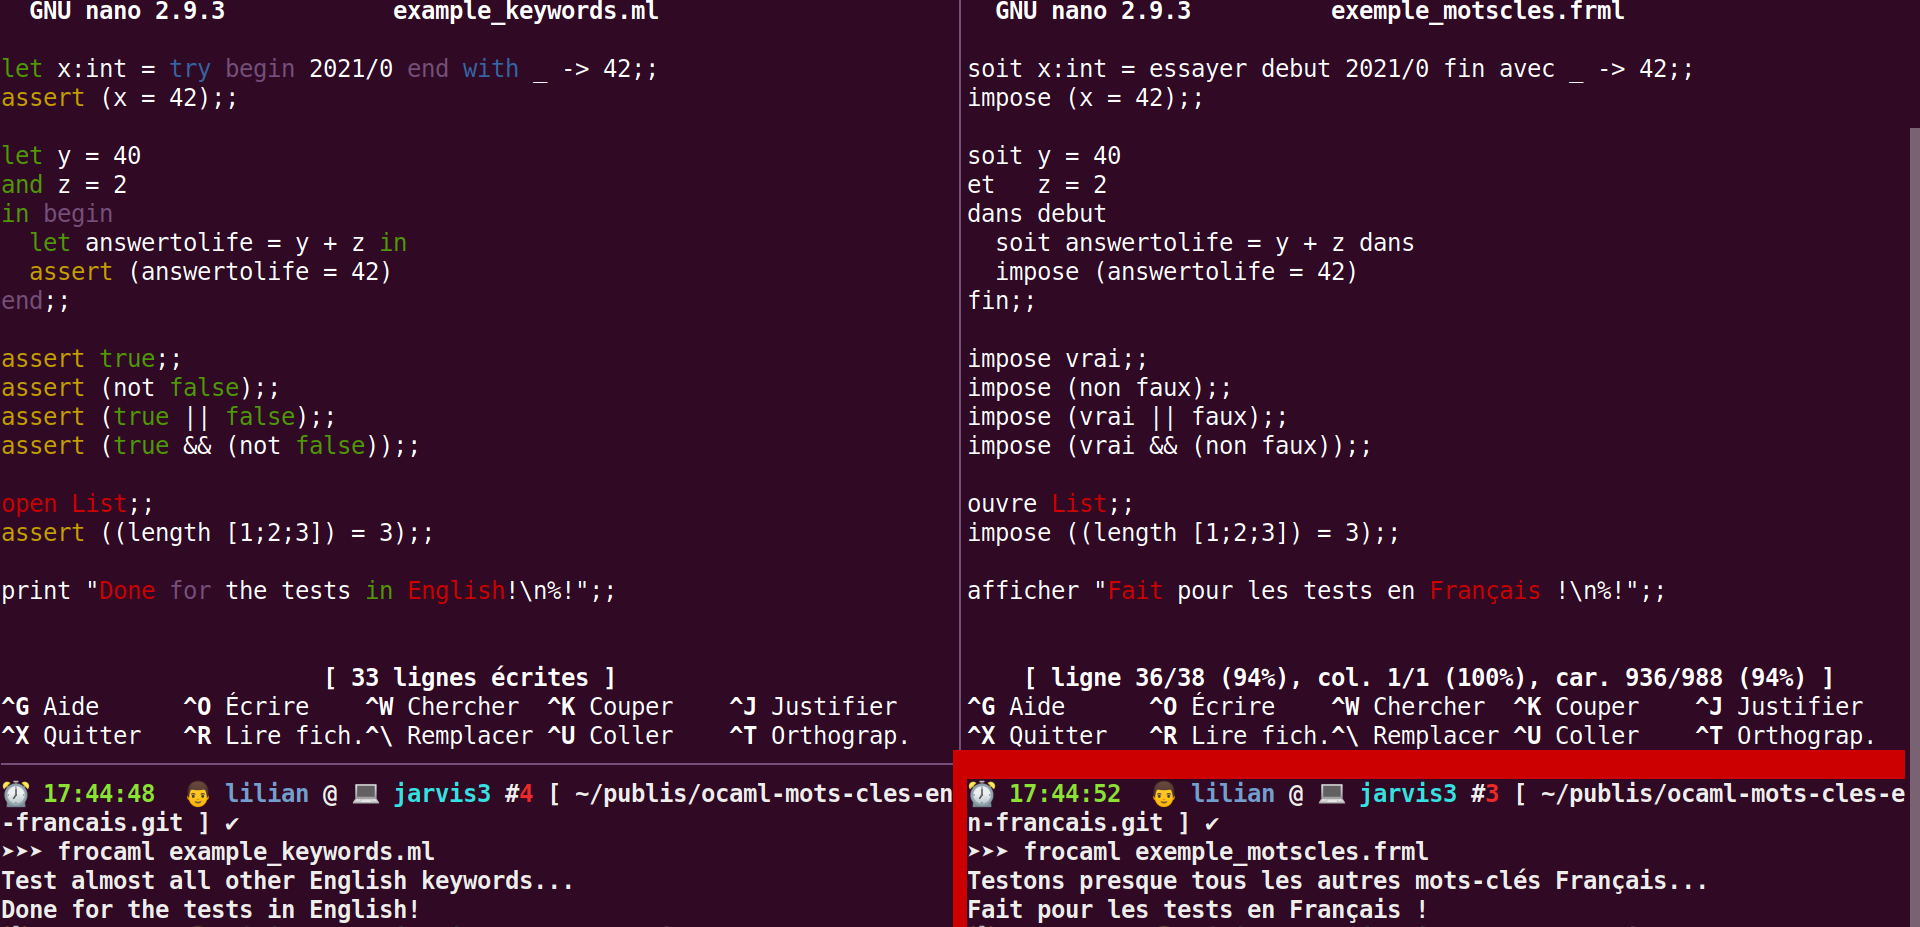 GNU nano 2.9.3            example_keywords.ml

let x:int = try begin 2021/0 end with _ -> 42;;
assert (x = 42);;

let y = 40
and z = 2
in begin
  let answertolife = y + z in
  assert (answertolife = 42)
end;;

assert true;;
assert (not false);;
assert (true || false);;
assert (true && (not false));;

open List;;
assert ((length [1;2;3]) = 3);;

print "Done for the tests in English!\n%!";;

[ 33 lignes écrites ]
^G Aide      ^O Écrire    ^W Chercher  ^K Couper    ^J Justifier
^X Quitter   ^R Lire fich.^\ Remplacer ^U Coller    ^T Orthograp.
⏰ 17:44:48  👨 lilian @ 💻 jarvis3 #4 [ ~/publis/ocaml-mots-cles-en
-francais.git ] ✔
➤➤➤ frocaml example_keywords.ml
Test almost all other English keywords...
Done for the tests in English!

GNU nano 2.9.3          exemple_motscles.frml

soit x:int = essayer debut 2021/0 fin avec _ -> 42;;
impose (x = 42);;

soit y = 40
et   z = 2
dans debut
  soit answertolife = y + z dans
  impose (answertolife = 42)
fin;;

impose vrai;;
impose (non faux);;
impose (vrai || faux);;
impose (vrai && (non faux));;

ouvre List;;
impose ((length [1;2;3]) = 3);;

afficher "Fait pour les tests en Français !\n%!";;

[ ligne 36/38 (94%), col. 1/1 (100%), car. 936/988 (94%) ]
^G Aide      ^O Écrire    ^W Chercher  ^K Couper    ^J Justifier
^X Quitter   ^R Lire fich.^\ Remplacer ^U Coller    ^T Orthograp.
⏰ 17:44:52  👨 lilian @ 💻 jarvis3 #3 [ ~/publis/ocaml-mots-cles-e
n-francais.git ] ✔
➤➤➤ frocaml exemple_motscles.frml
Testons presque tous les autres mots-clés Français...
Fait pour les tests en Français !